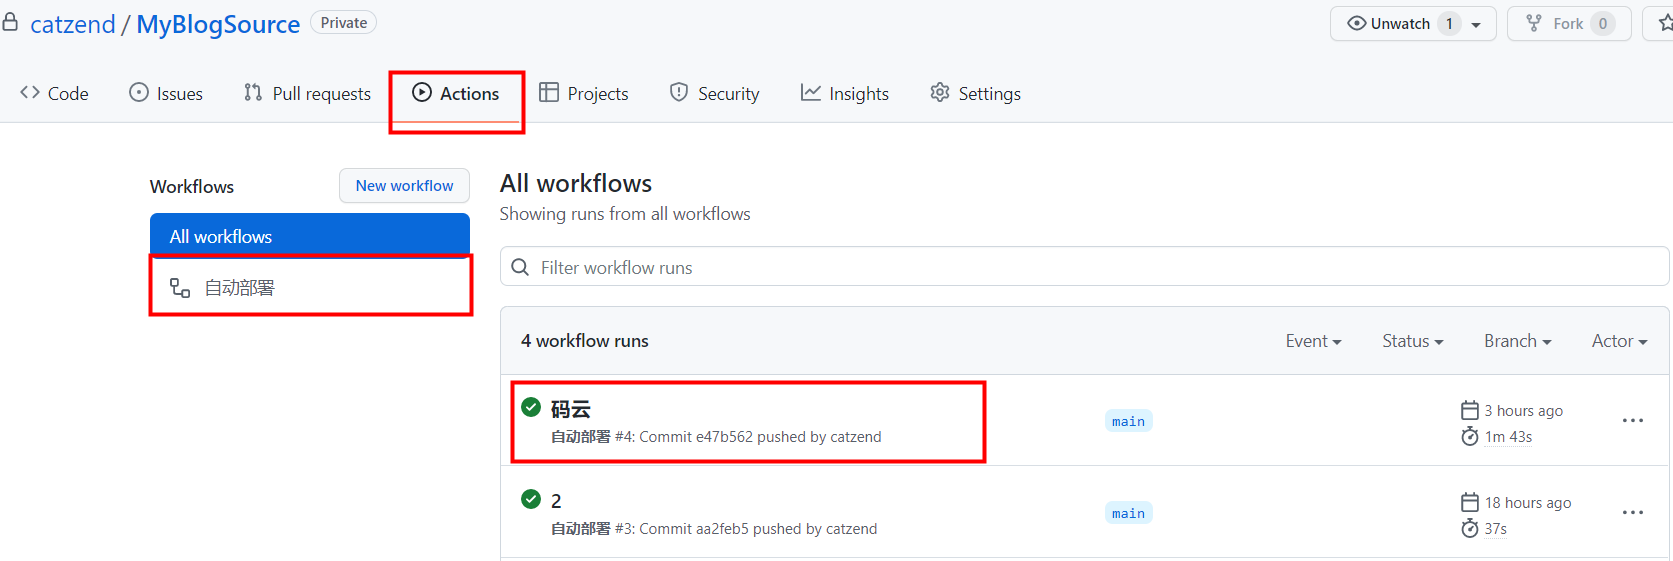 catzend / MyBlogSource Private
Unwatch 1 Fork 0
Code Issues Pull requests Actions Projects Security Insights Settings
Workflows New workflow
All workflows
自动部署
All workflows
Showing runs from all workflows
Filter workflow runs
4 workflow runs Event Status Branch Actor
码云
自动部署 #4: Commit e47b562 pushed by catzend
main
3 hours ago
1m 43s
2
自动部署 #3: Commit aa2feb5 pushed by catzend
main
18 hours ago
37s